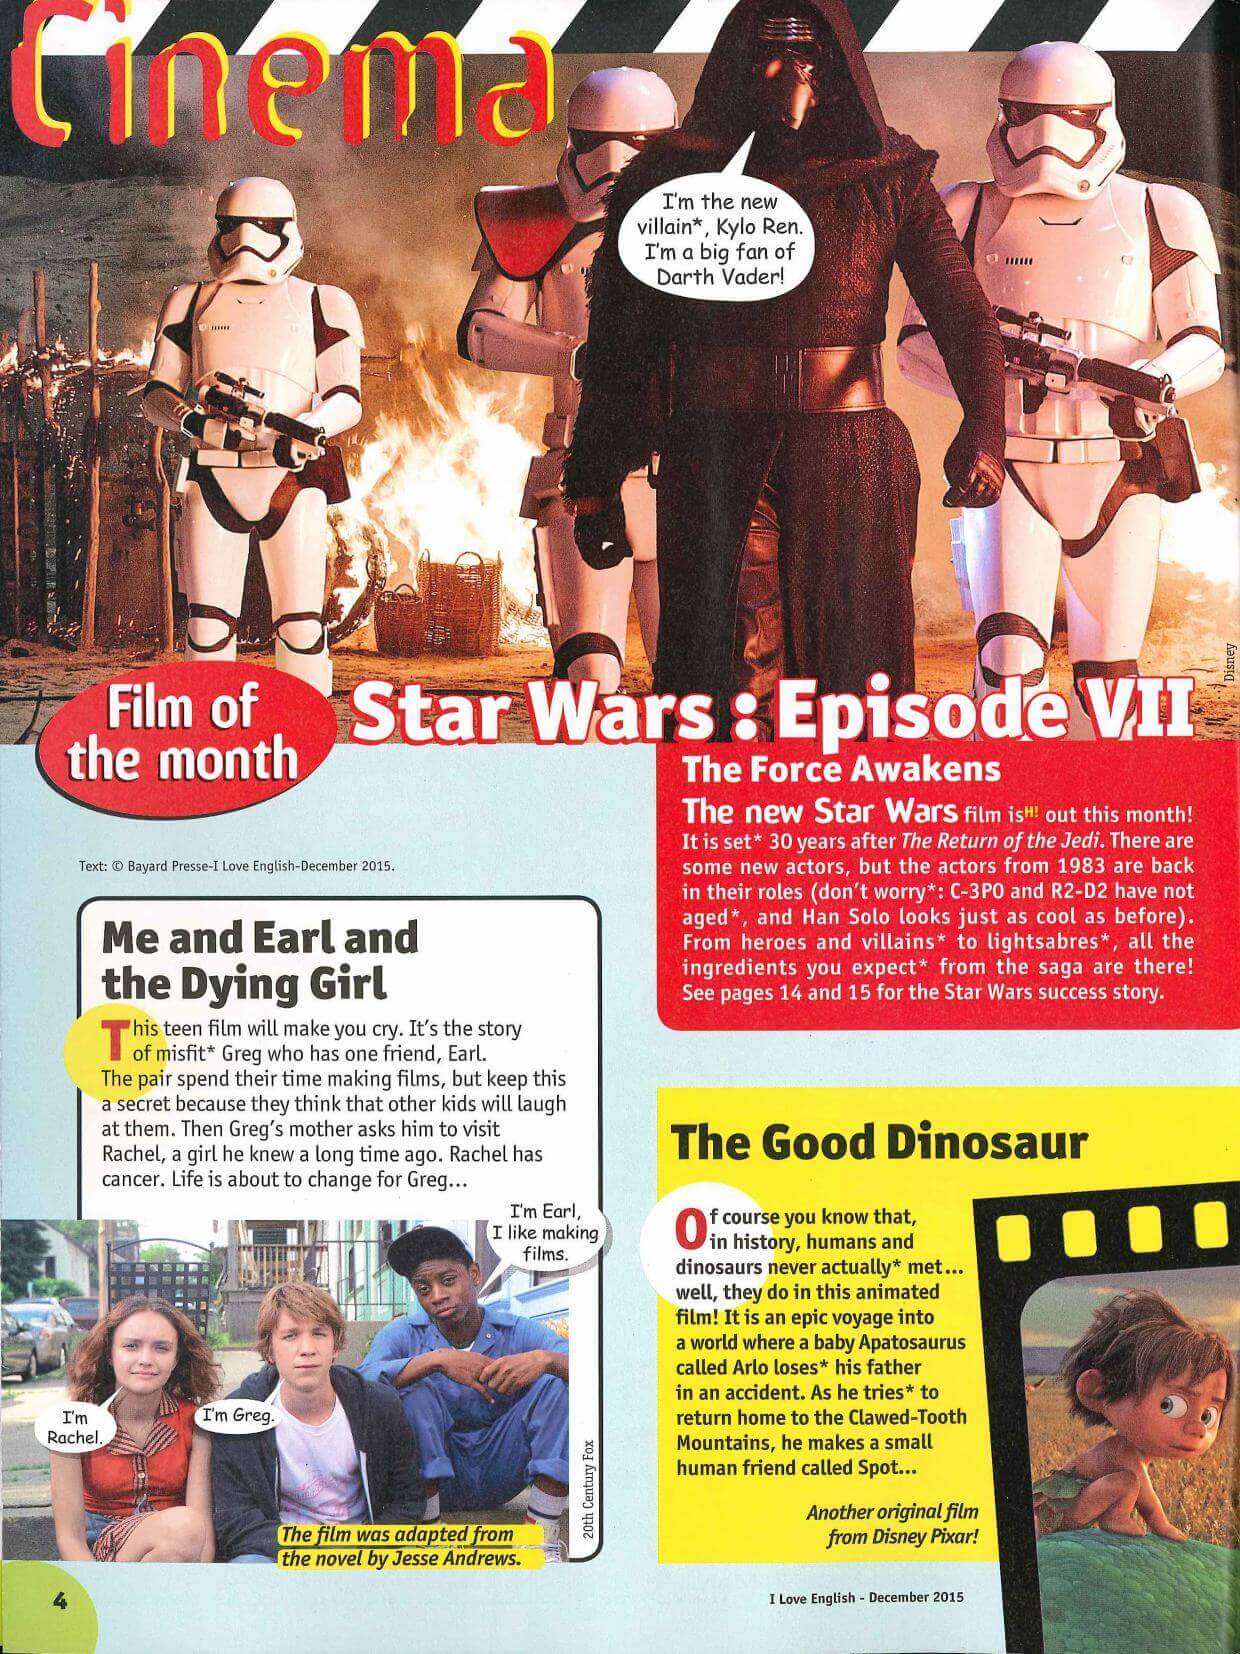 Cinema
I'm the new
villain*, Kylo Ren.
I'm a big fan of
Darth Vader!
Disney
Film of
the month
Star Wars : Episode VII
The Force Awakens
The new Star Wars film isH! out this month!
It is set* 30 years after The Return of the Jedi. There are
some new actors, but the actors from 1983 are back
in their roles (don't worry*: C-3PO and R2-D2 have not
aged*, and Han Solo looks just as cool as before).
From heroes and villains* to lightsabres*, all the
ingredients you expect* from the saga are there!
See pages 14 and 15 for the Star Wars success story.
Text: © Bayard Presse-I Love English-December 2015.
Me and Earl and
the Dying Girl
This teen film will make you cry. It's the story
of misfit* Greg who has one friend, Earl.
The pair spend their time making films, but keep this
a secret because they think that other kids will laugh
at them. Then Greg's mother asks him to visit
Rachel, a girl he knew a long time ago. Rachel has
cancer. Life is about to change for Greg...
I'm Earl,
I like making
films.
I'm
Rachel.
I'm Greg.
20th Century Fox
The film was adapted from
the novel by Jesse Andrews.
The Good Dinosaur
Of course you know that,
in history, humans and
dinosaurs never actually* met...
well, they do in this animated
film! It is an epic voyage into
a world where a baby Apatosaurus
called Arlo loses* his father
in an accident. As he tries* to
return home to the Clawed-Tooth
Mountains, he makes a small
human friend called Spot...
Another original film
from Disney Pixar!
4
I Love English - December 2015